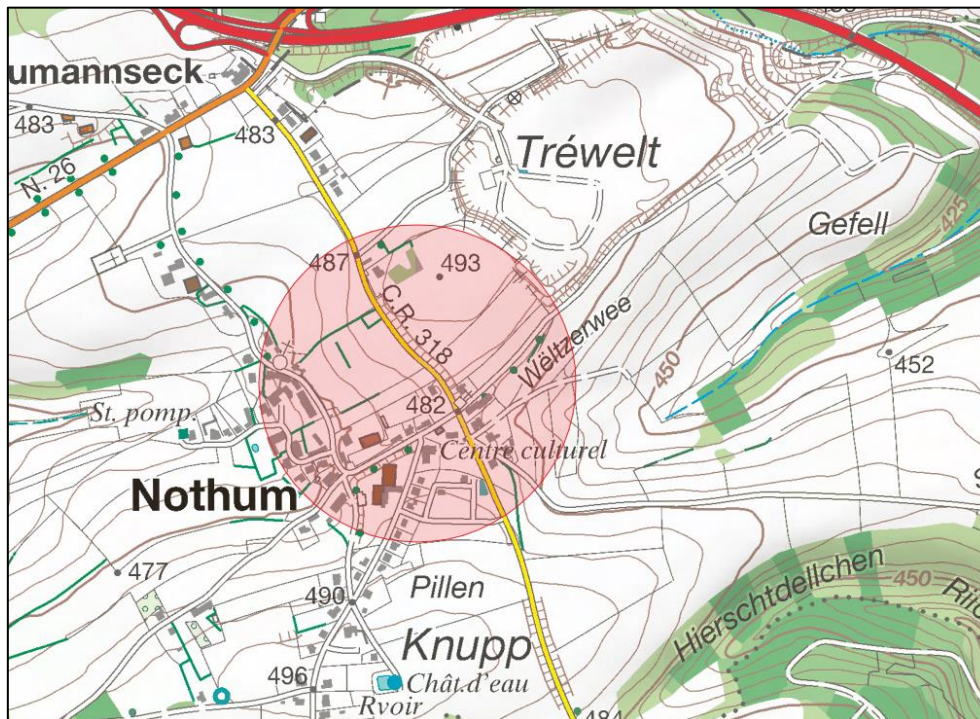 umannseck
483
483
N. 26
Tréwelt
Gefell
425
487
493
C.R. 318
Wëltzerwee
450
452
482
St. pomp.
Centre culturel
Nothum
477
Pillen
490
Hierschtdellchen
450
Knupp
496
Chât.d'eau
Rvoir
484